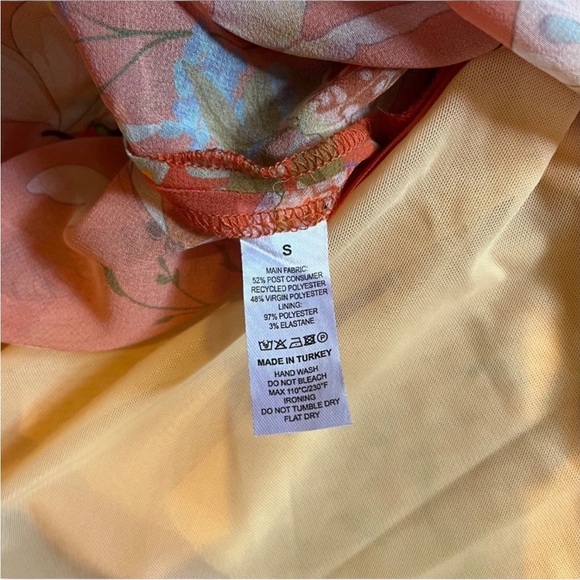 S
MAIN FABRIC:
52% POST CONSUMER
RECYCLED POLYESTER
48% VIRGIN POLYESTER
LINING:
97% POLYESTER
3% ELASTANE
MADE IN TURKEY
HAND WASH
DO NOT BLEACH
MAX 110°C/230°F
IRONING
DO NOT TUMBLE DRY
FLAT DRY